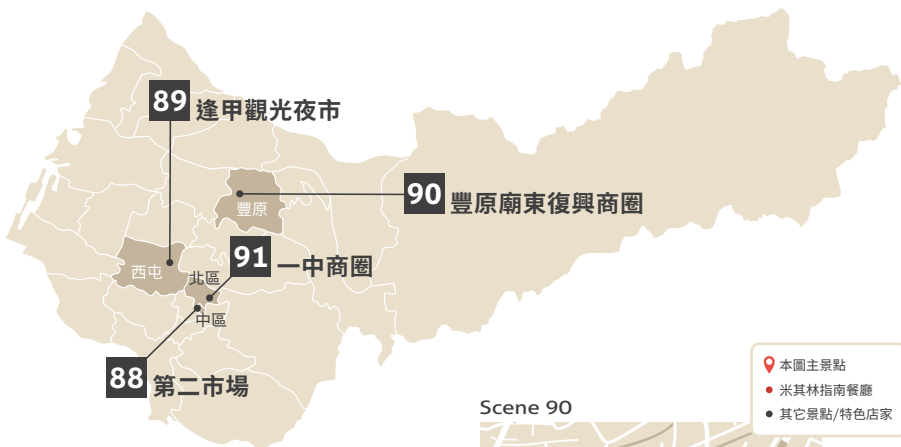 89 逢甲觀光夜市
90 豐原廟東復興商圈
豐原
91 一中商圈
西屯
北區
中區
88 第二市場
本圖主景點
米其林指南餐廳
其它景點/特色店家
Scene 90